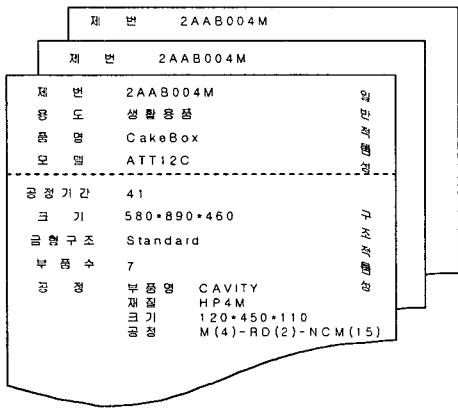 제 번 2AAB004M
제 번 2AAB004M
제 번 2AAB004M
용 도 생활용품
품 명 CakeBox
모 델 ATT12C
일반적특성
공정기간 41
크 기 580*890*460
금형구조 Standard
부 품 수 7
공 정 부품명 CAVITY
재질 HP4M
크기 120*450*110
공정 M(4)-RD(2)-NCM(15)
구조적특성